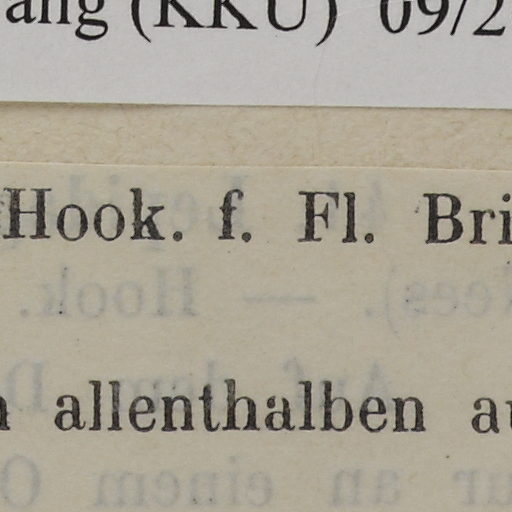 ang (KKU) 09/2
Hook. f. Fl. Bri
n allenthalben au